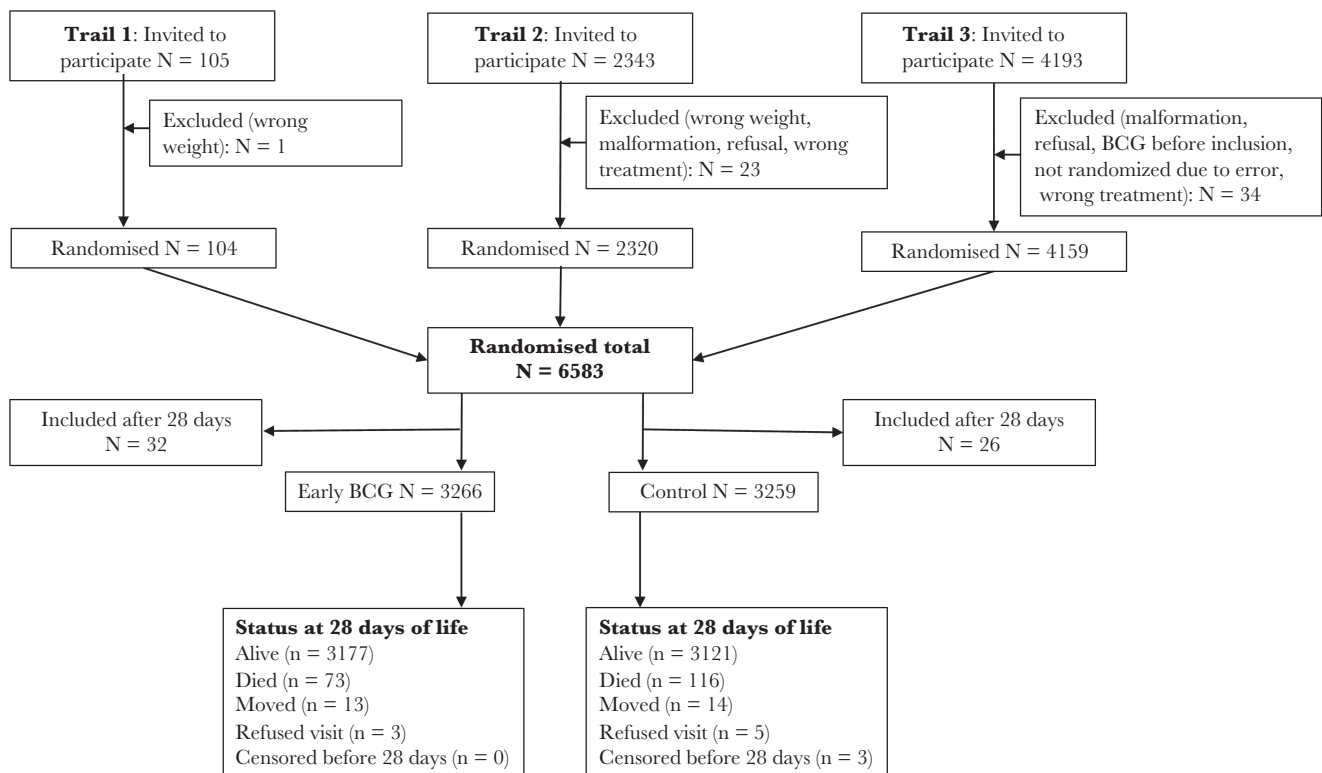 Trail 1: Invited to
participate N = 105
Trail 2: Invited to
participate N = 2343
Trail 3: Invited to
participate N = 4193
Excluded (wrong
weight): N = 1
Excluded (wrong weight,
malformation, refusal, wrong
treatment): N = 23
Excluded (malformation,
refusal, BCG before inclusion,
not randomized due to error,
wrong treatment): N = 34
Randomised N = 104
Randomised N = 2320
Randomised N = 4159
Randomised total
N = 6583
Included after 28 days
N = 32
Included after 28 days
N = 26
Early BCG N = 3266
Control N = 3259
Status at 28 days of life
Alive (n = 3177)
Died (n = 73)
Moved (n = 13)
Refused visit (n = 3)
Censored before 28 days (n = 0)
Status at 28 days of life
Alive (n = 3121)
Died (n = 116)
Moved (n = 14)
Refused visit (n = 5)
Censored before 28 days (n = 3)